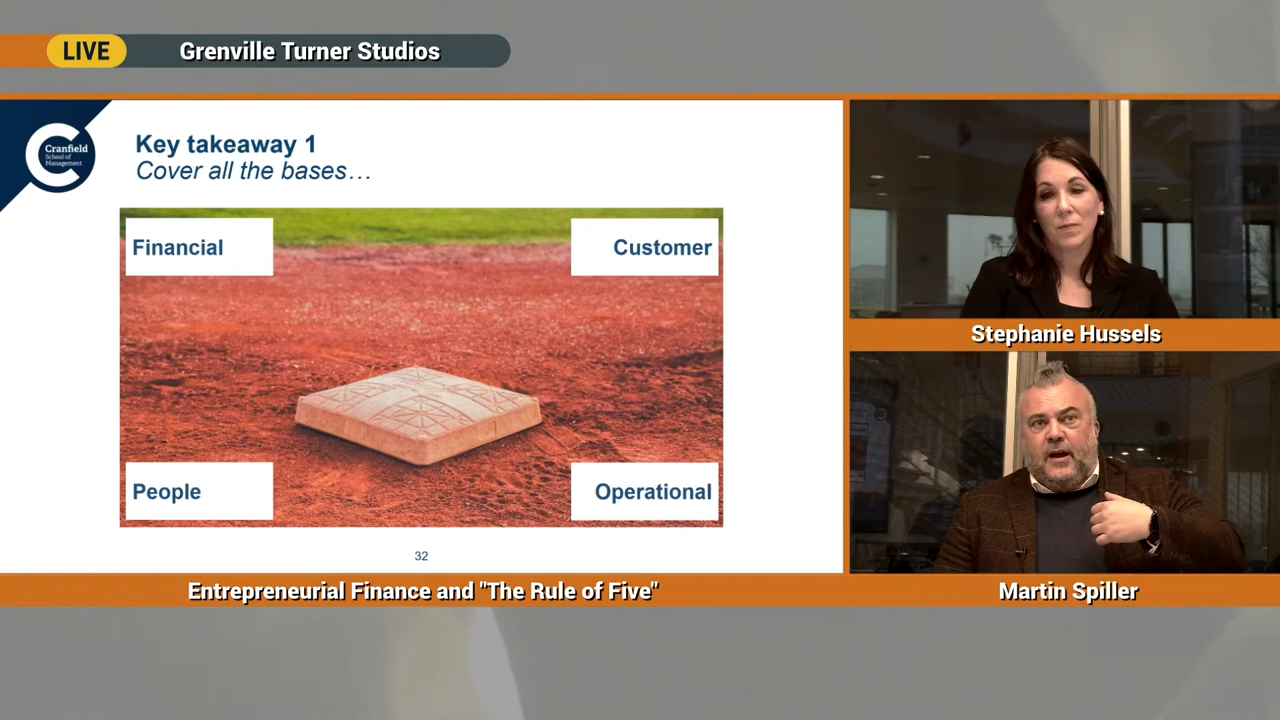 LIVE
Grenville Turner Studios
Cranfield
School of
Management
Key takeaway 1
Cover all the bases…
Financial
Customer
People
Operational
32
Stephanie Hussels
Entrepreneurial Finance and "The Rule of Five"
Martin Spiller